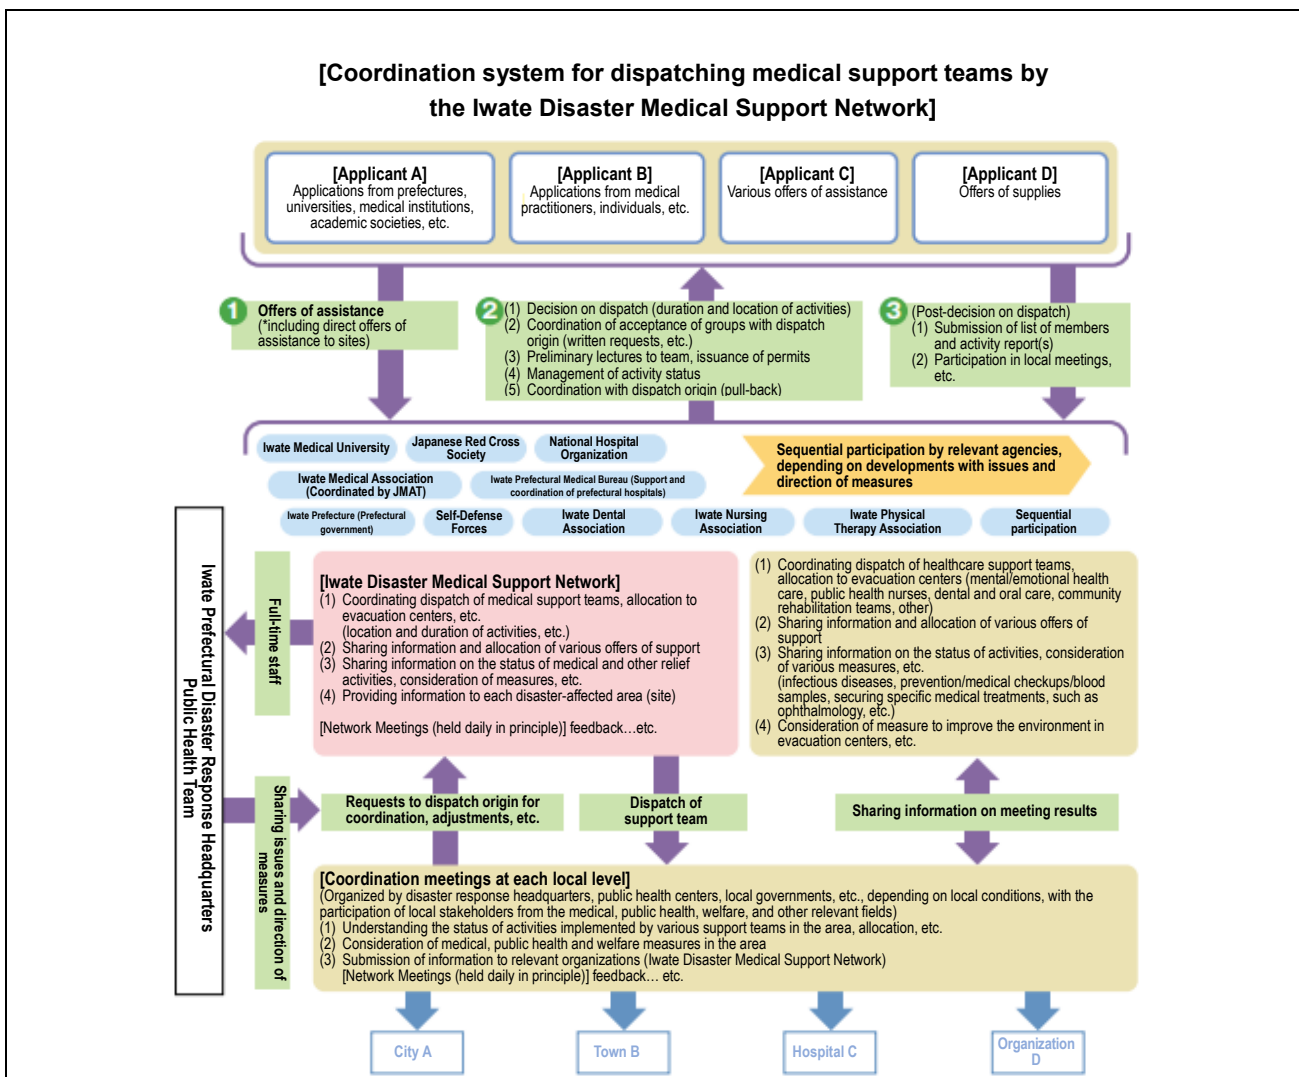 [Coordination system for dispatching medical support teams by
the Iwate Disaster Medical Support Network]
[Applicant A]
Applications from prefectures,
universities, medical institutions,
academic societies, etc.
[Applicant B]
Applications from medical
practitioners, individuals, etc.
[Applicant C]
Various offers of assistance
[Applicant D]
Offers of supplies
1
Offers of assistance
(*including direct offers of
assistance to sites)
2
(1) Decision on dispatch (duration and location of activities)
(2) Coordination of acceptance of groups with dispatch
origin (written requests, etc.)
(3) Preliminary lectures to team, issuance of permits
(4) Management of activity status
(5) Coordination with dispatch origin (pull-back)
3
(Post-decision on dispatch)
(1) Submission of list of members
and activity report(s)
(2) Participation in local meetings,
etc.
Iwate Medical University
Japanese Red Cross
Society
National Hospital
Organization
Sequential participation by relevant agencies,
depending on developments with issues and
direction of measures
Iwate Medical Association
(Coordinated by JMAT)
Iwate Prefectural Medical Bureau (Support and
coordination of prefectural hospitals)
Iwate Prefecture (Prefectural
government)
Self-Defense
Forces
Iwate Dental
Association
Iwate Nursing
Association
Iwate Physical
Therapy Association
Sequential
participation
Iwate Prefectural Disaster Response Headquarters
Public Health Team
Full-time staff
[Iwate Disaster Medical Support Network]
(1) Coordinating dispatch of medical support teams, allocation to
evacuation centers, etc.
(location and duration of activities, etc.)
(2) Sharing information and allocation of various offers of support
(3) Sharing information on the status of medical and other relief
activities, consideration of measures, etc.
(4) Providing information to each disaster-affected area (site)
[Network Meetings (held daily in principle)] feedback…etc.
(1) Coordinating dispatch of healthcare support teams,
allocation to evacuation centers (mental/emotional health
care, public health nurses, dental and oral care, community
rehabilitation teams, other)
(2) Sharing information and allocation of various offers of
support
(3) Sharing information on the status of activities, consideration
of various measures, etc.
(infectious diseases, prevention/medical checkups/blood
samples, securing specific medical treatments, such as
ophthalmology, etc.)
(4) Consideration of measure to improve the environment in
evacuation centers, etc.
Sharing issues and direction of
measures
Requests to dispatch origin for
coordination, adjustments, etc.
Dispatch of
support team
Sharing information on meeting results
[Coordination meetings at each local level]
(Organized by disaster response headquarters, public health centers, local governments, etc., depending on local conditions, with the
participation of local stakeholders from the medical, public health, welfare, and other relevant fields)
(1) Understanding the status of activities implemented by various support teams in the area, allocation, etc.
(2) Consideration of medical, public health and welfare measures in the area
(3) Submission of information to relevant organizations (Iwate Disaster Medical Support Network)
[Network Meetings (held daily in principle)] feedback… etc.
City A
Town B
Hospital C
Organization
D